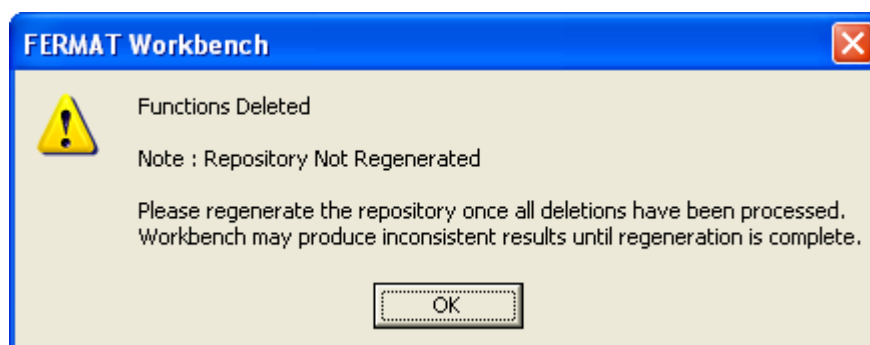 FERMAT Workbench
Functions Deleted
Note : Repository Not Regenerated
Please regenerate the repository once all deletions have been processed.
Workbench may produce inconsistent results until regeneration is complete.
OK